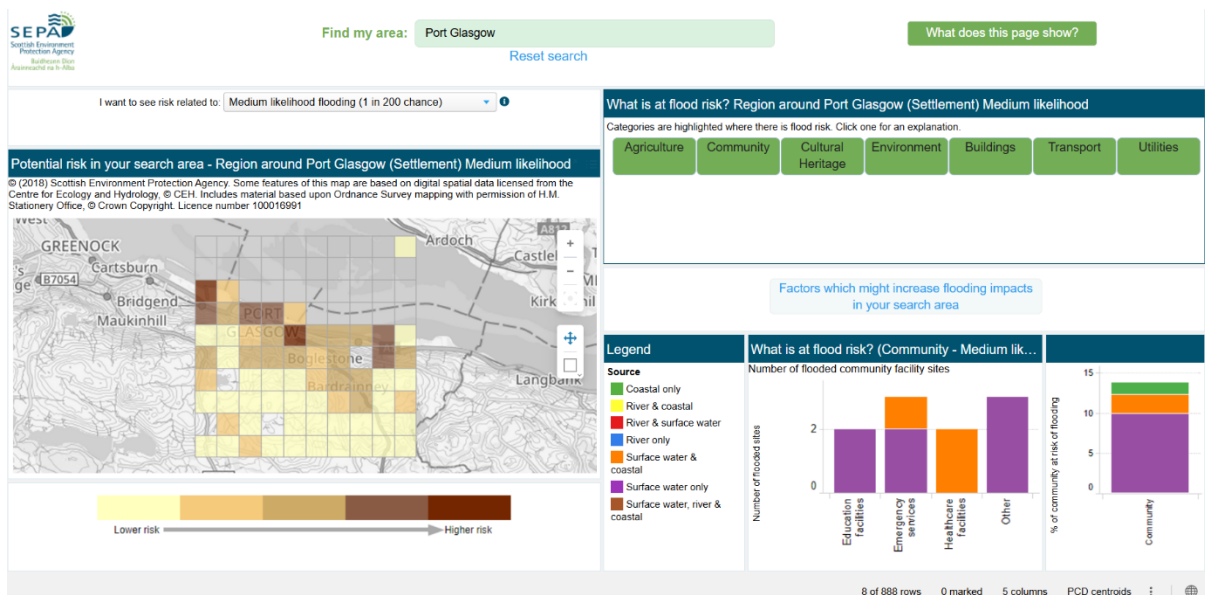 SEPA
Scottish Environment
Protection Agency
Buidheann Dìon
Àrainneachd na h-Alba
Find my area:
Port Glasgow
Reset search
What does this page show?
I want to see risk related to:
Medium likelihood flooding (1 in 200 chance)
Potential risk in your search area - Region around Port Glasgow (Settlement) Medium likelihood
© (2018) Scottish Environment Protection Agency. Some features of this map are based on digital spatial data licensed from the
Centre for Ecology and Hydrology, © CEH. Includes material based upon Ordnance Survey mapping with permission of H.M.
Stationery Office, © Crown Copyright. Licence number 100016991
West
GREENOCK
Cartsburn
B7054
Bridgend
Maukinhill
PORT
GLASGOW
Boglestone
Bardrainney
Ardoch
Langbank
+
-
Lower risk
Higher risk
What is at flood risk? Region around Port Glasgow (Settlement) Medium likelihood
Categories are highlighted where there is flood risk. Click one for an explanation.
Agriculture
Community
Cultural
Heritage
Environment
Buildings
Transport
Utilities
Factors which might increase flooding impacts
in your search area
Legend
Source
Coastal only
River & coastal
River & surface water
River only
Surface water &
coastal
Surface water only
Surface water, river &
coastal
What is at flood risk? (Community - Medium lik...
Number of flooded community facility sites
Number of flooded sites
2
0
Education
facilities
Emergency
services
Healthcare
facilities
Other
% of community at risk of flooding
15
10
5
0
Community
8 of 888 rows
0 marked
5 columns
PCD centroids